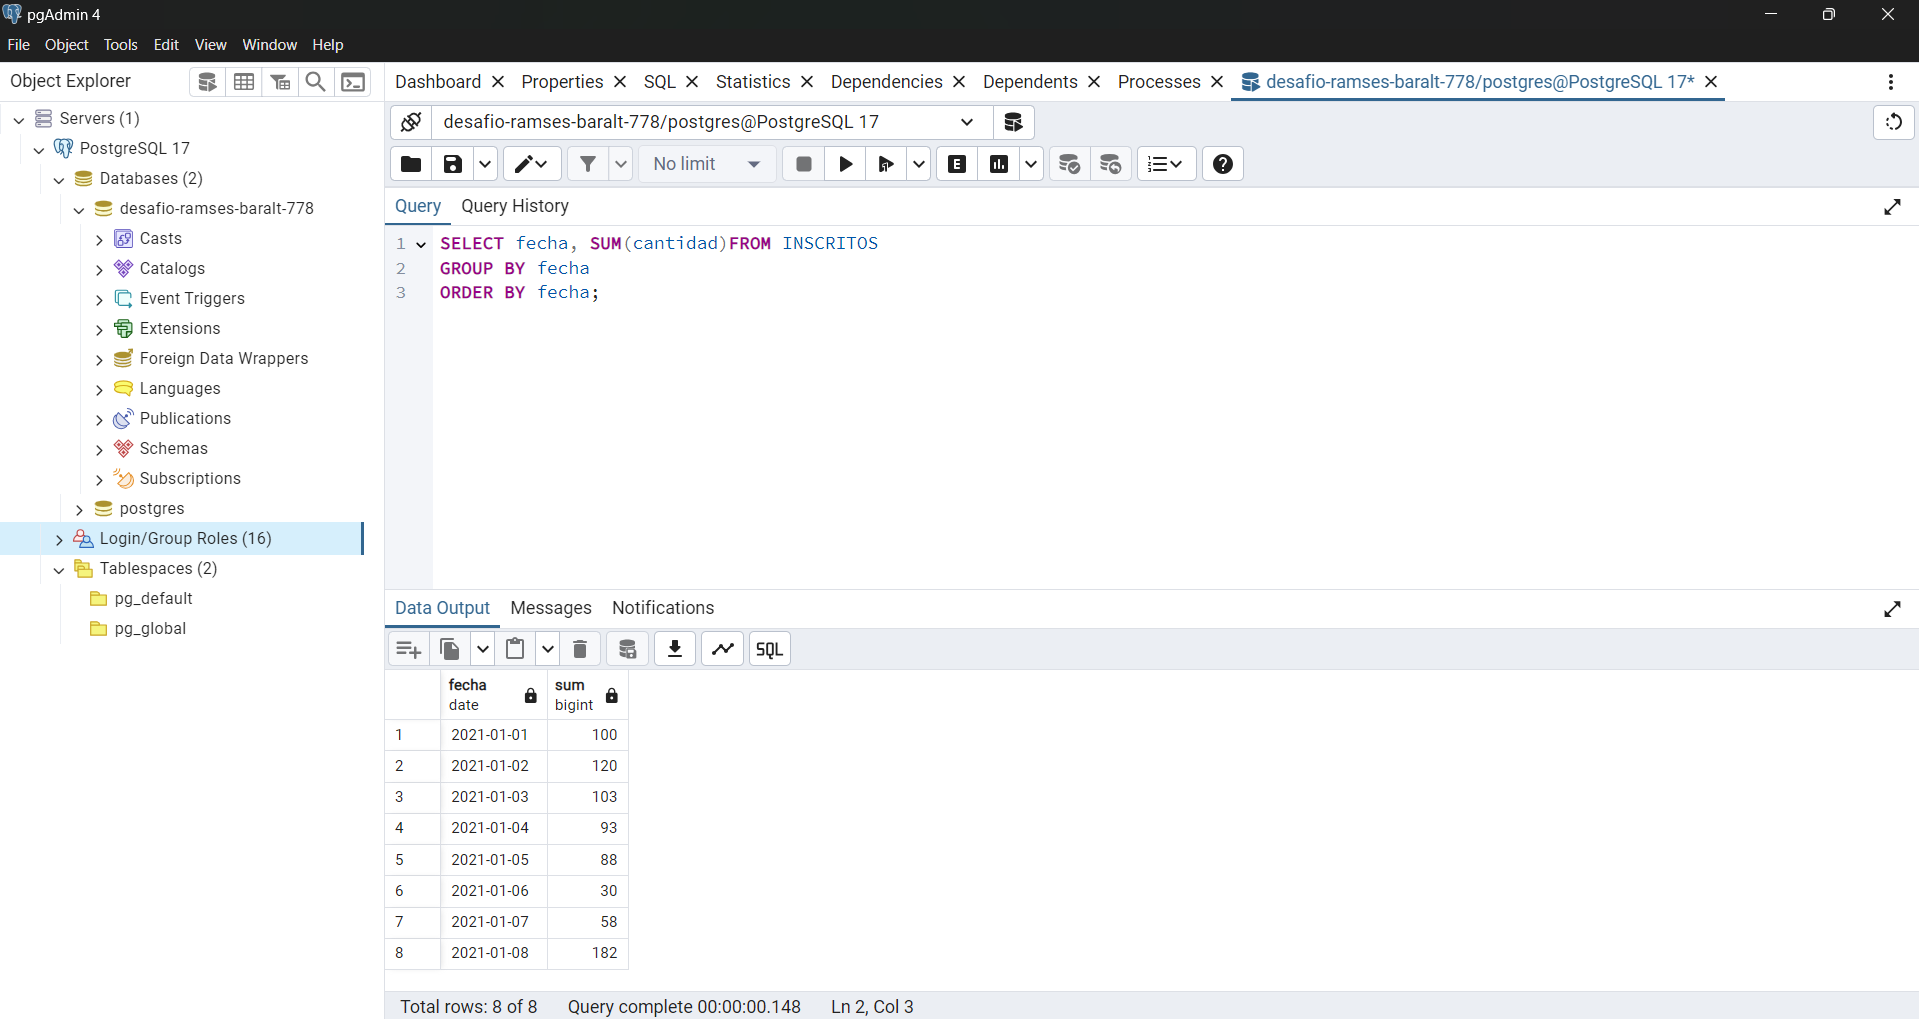 pgAdmin 4
File Object Tools Edit View Window Help
Object Explorer
Dashboard Properties SQL Statistics Dependencies Dependents Processes desafio-ramses-baralt-778/postgres@PostgreSQL 17*
Servers (1)
PostgreSQL 17
Databases (2)
desafio-ramses-baralt-778
Casts
Catalogs
Event Triggers
Extensions
Foreign Data Wrappers
Languages
Publications
Schemas
Subscriptions
postgres
Login/Group Roles (16)
Tablespaces (2)
pg_default
pg_global
desafio-ramses-baralt-778/postgres@PostgreSQL 17
No limit
E
Query Query History
1 SELECT fecha, SUM(cantidad)FROM INSCRITOS
2 GROUP BY fecha
3 ORDER BY fecha;
Data Output Messages Notifications
SQL
fecha sum
date bigint
1 2021-01-01 100
2 2021-01-02 120
3 2021-01-03 103
4 2021-01-04 93
5 2021-01-05 88
6 2021-01-06 30
7 2021-01-07 58
8 2021-01-08 182
Total rows: 8 of 8 Query complete 00:00:00.148 Ln 2, Col 3